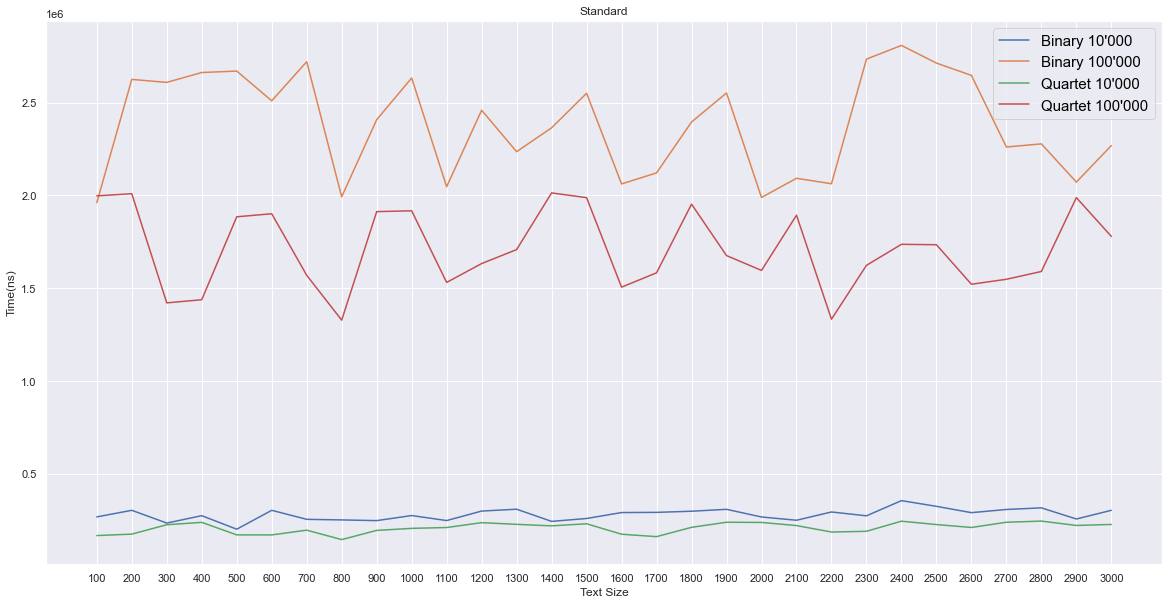 Standard
1e6
Binary 10'000
Binary 100'000
Quartet 10'000
Quartet 100'000
2.5
2.0
1.5
1.0
0.5
Time(ns)
100 200 300 400 500 600 700 800 900 1000 1100 1200 1300 1400 1500 1600 1700 1800 1900 2000 2100 2200 2300 2400 2500 2600 2700 2800 2900 3000
Text Size